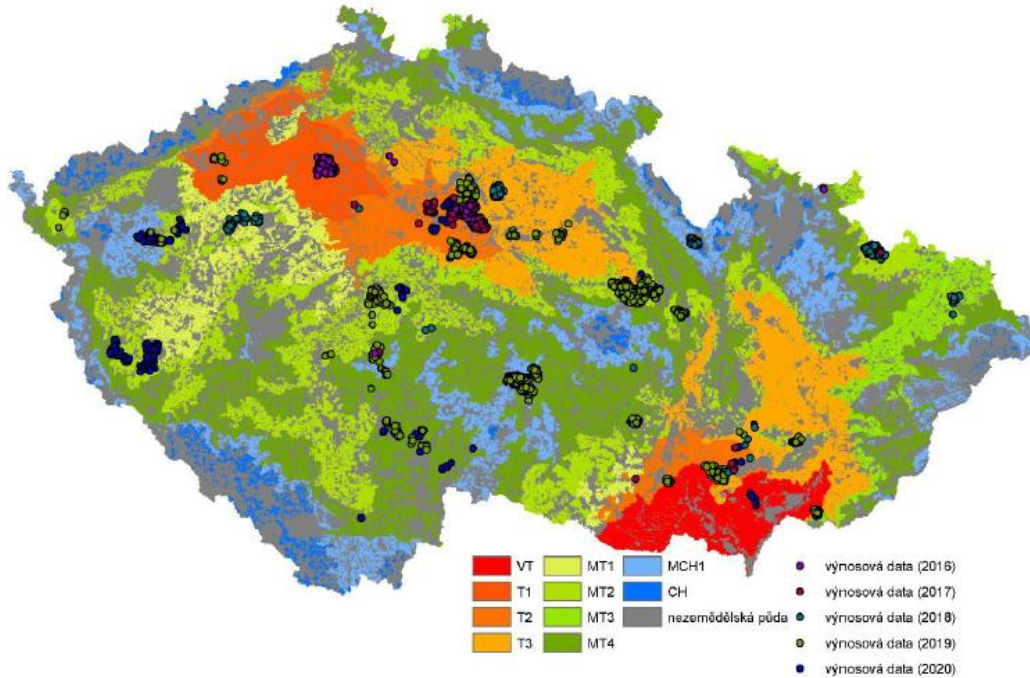 VT
T1
T2
T3
MT1
MT2
MT3
MT4
MCH1
CH
nezemědělská půda
výnosová data (2016)
výnosová data (2017)
výnosová data (2018)
výnosová data (2019)
výnosová data (2020)